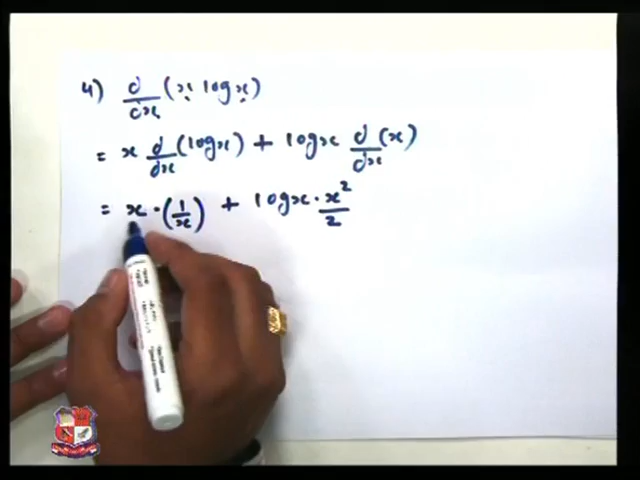 4) d/dx (x log x)
= x d/dx (log x) + log x d/dx (x)
= x · (1/x) + log x · x²/2